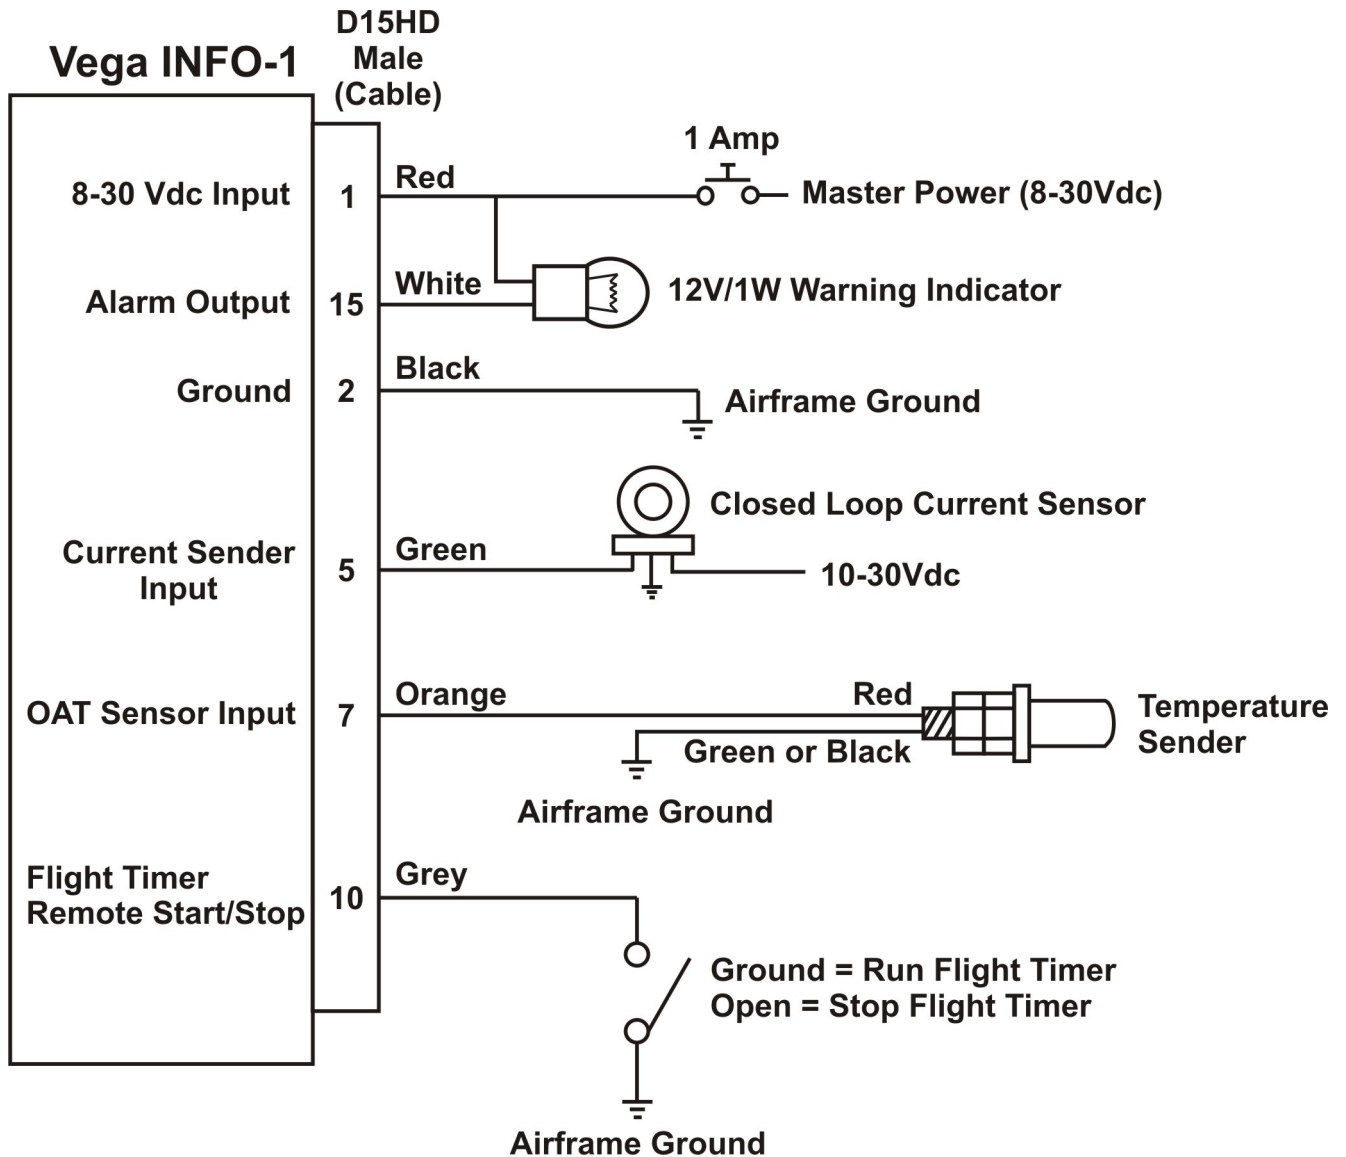 D15HD
Male
(Cable)
Vega INFO-1
1 Amp
8-30 Vdc Input
1
Red
Master Power (8-30Vdc)
Alarm Output
15
White
12V/1W Warning Indicator
Ground
2
Black
Airframe Ground
Closed Loop Current Sensor
Current Sender
Input
5
Green
10-30Vdc
OAT Sensor Input
7
Orange
Red
Green or Black
Temperature
Sender
Airframe Ground
Flight Timer
Remote Start/Stop
10
Grey
Ground = Run Flight Timer
Open = Stop Flight Timer
Airframe Ground